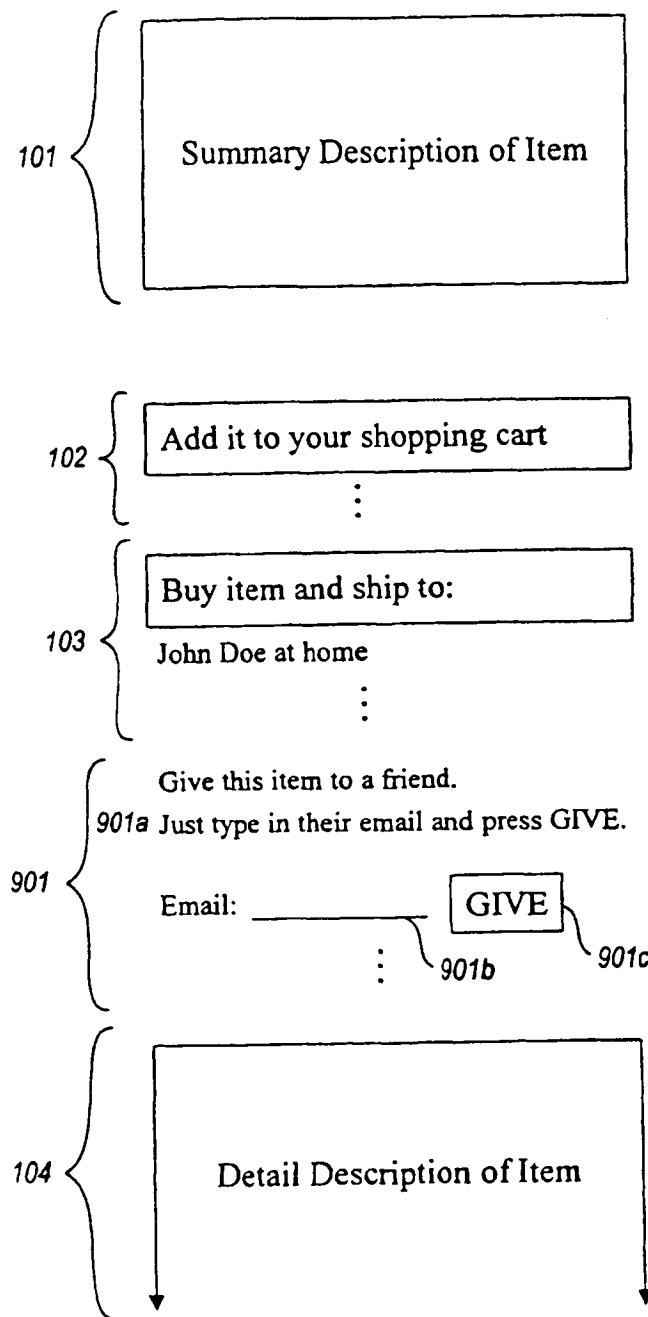 101
Summary Description of Item
102
Add it to your shopping cart
103
Buy item and ship to:
John Doe at home
901
Give this item to a friend.
901a Just type in their email and press GIVE.
Email: GIVE
901b
901c
104
Detail Description of Item